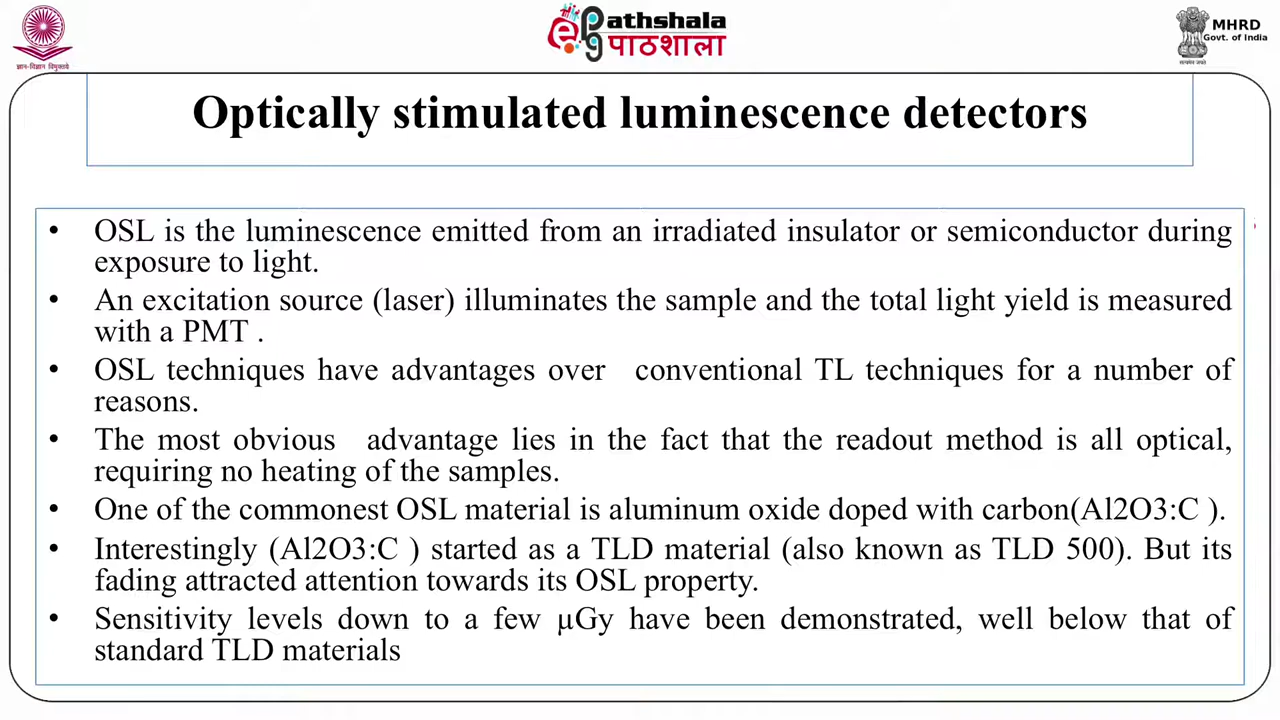 ज्ञान-विज्ञान विमुक्तये
ePathshala
पाठशाला
MHRD
Govt. of India
सत्यमेव जयते
Optically stimulated luminescence detectors
• OSL is the luminescence emitted from an irradiated insulator or semiconductor during
exposure to light.
• An excitation source (laser) illuminates the sample and the total light yield is measured
with a PMT .
• OSL techniques have advantages over conventional TL techniques for a number of
reasons.
• The most obvious advantage lies in the fact that the readout method is all optical,
requiring no heating of the samples.
• One of the commonest OSL material is aluminum oxide doped with carbon(Al2O3:C ).
• Interestingly (Al2O3:C ) started as a TLD material (also known as TLD 500). But its
fading attracted attention towards its OSL property.
• Sensitivity levels down to a few μGy have been demonstrated, well below that of
standard TLD materials